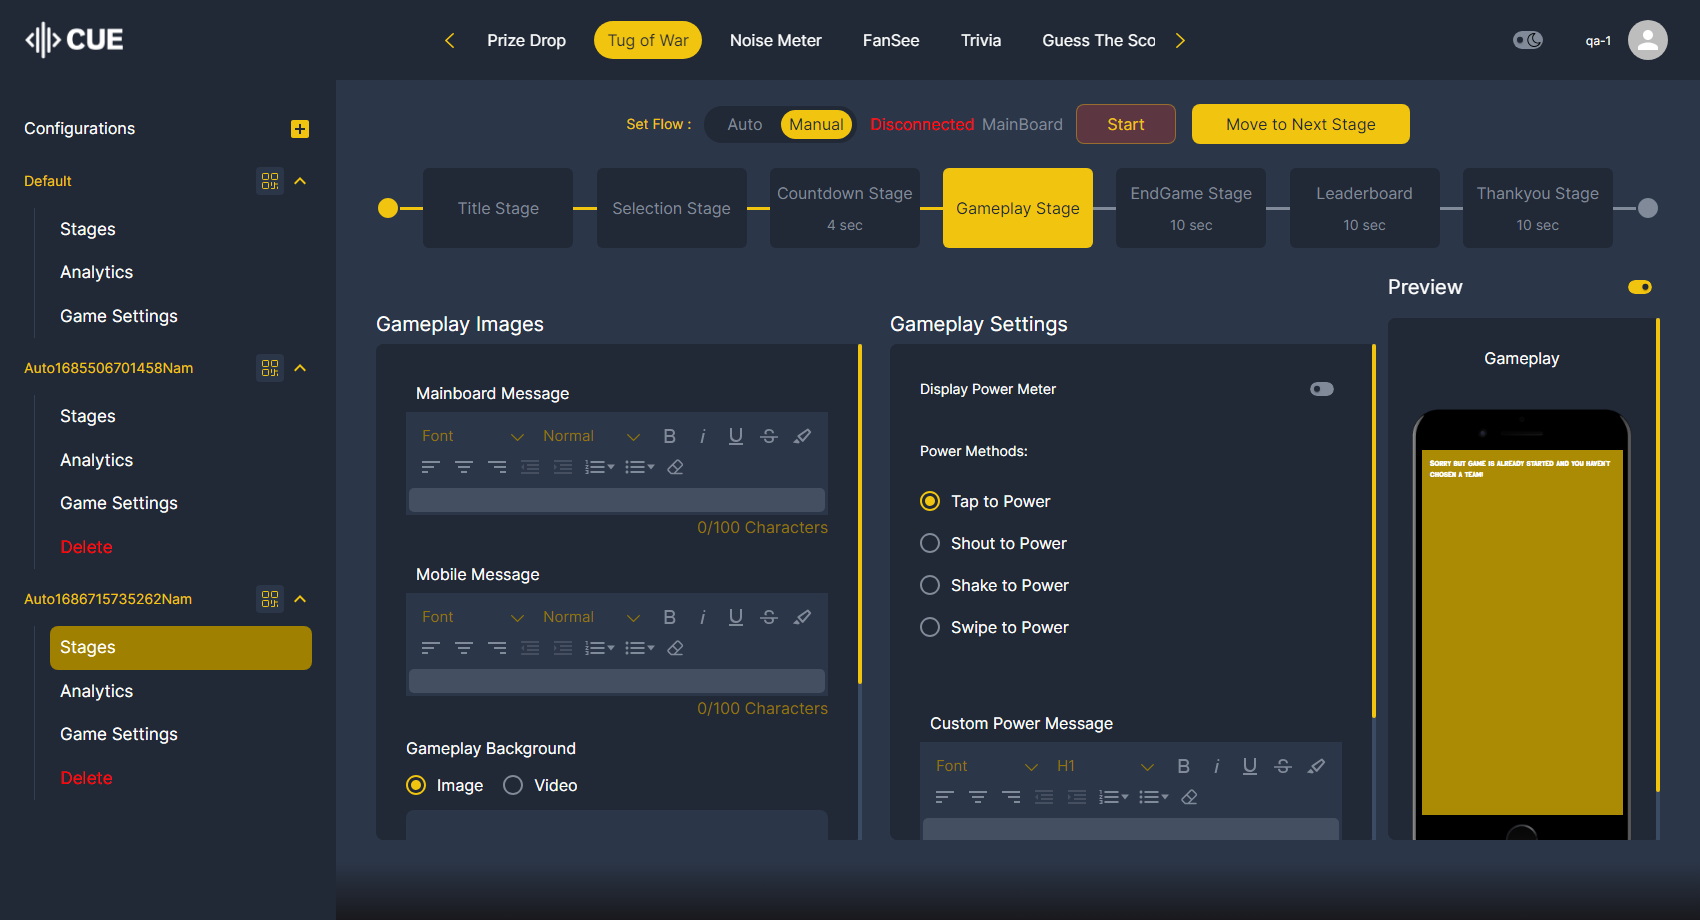 CUE
Prize Drop
Tug of War
Noise Meter
FanSee
Trivia
Guess The Sco
qa-1
Configurations
Default
Stages
Analytics
Game Settings
Auto1685506701458Nam
Stages
Analytics
Game Settings
Delete
Auto1686715735262Nam
Stages
Analytics
Game Settings
Delete
Set Flow :
Auto
Manual
Disconnected MainBoard
Start
Move to Next Stage
Title Stage
Selection Stage
Countdown Stage
4 sec
Gameplay Stage
EndGame Stage
10 sec
Leaderboard
10 sec
Thankyou Stage
10 sec
Gameplay Images
Mainboard Message
Font
Normal
B i U S
0/100 Characters
Mobile Message
Font
Normal
B i U S
0/100 Characters
Gameplay Background
Image
Video
Gameplay Settings
Display Power Meter
Power Methods:
Tap to Power
Shout to Power
Shake to Power
Swipe to Power
Custom Power Message
Font
H1
B i U S
Preview
Gameplay
Sorry but game is already started and you haven't
chosen a team!